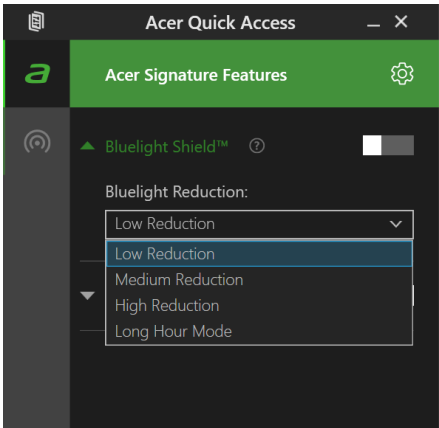 Acer Quick Access
a
Acer Signature Features
Bluelight Shield™ ?
Bluelight Reduction:
Low Reduction
Low Reduction
Medium Reduction
High Reduction
Long Hour Mode